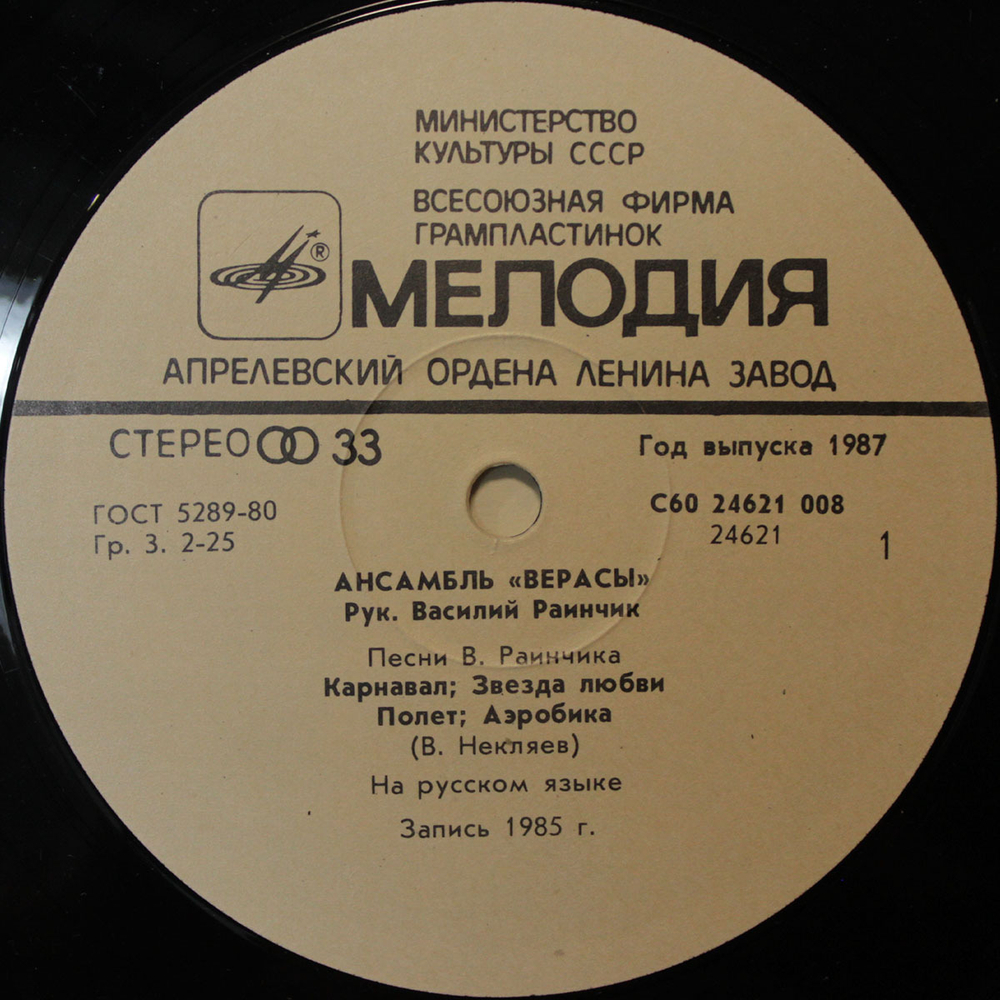 МИНИСТЕРСТВО
КУЛЬТУРЫ СССР
ВСЕСОЮЗНАЯ ФИРМА
ГРАМПЛАСТИНОК
®
МЕЛОДИЯ
АПРЕЛЕВСКИЙ ОРДЕНА ЛЕНИНА ЗАВОД
СТЕРЕО 33
Год выпуска 1987
ГОСТ 5289-80
Гр. 3. 2-25
С60 24621 008
24621
1
АНСАМБЛЬ «ВЕРАСЫ»
Рук. Василий Раинчик
Песни В. Раинчика
Карнавал; Звезда любви
Полет; Аэробика
(В. Некляев)
На русском языке
Запись 1985 г.